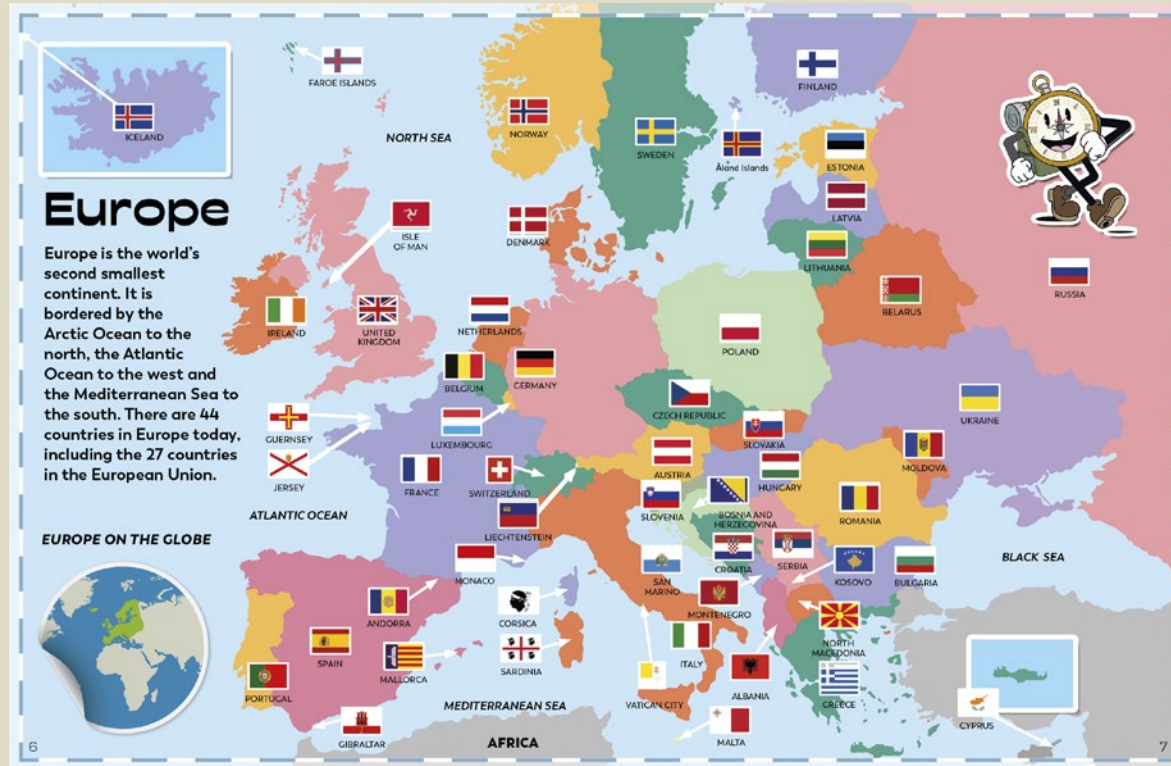 FAROE ISLANDS
ICELAND
NORTH SEA
NORWAY
SWEDEN
FINLAND
Åland Islands
ESTONIA
LATVIA
LITHUANIA
Europe
Europe is the world's
second smallest
continent. It is
bordered by the
Arctic Ocean to the
north, the Atlantic
Ocean to the west and
the Mediterranean Sea to
the south. There are 44
countries in Europe today,
including the 27 countries
in the European Union.
ISLE
OF MAN
DENMARK
RUSSIA
BELARUS
IRELAND
UNITED
KINGDOM
NETHERLANDS
POLAND
BELGIUM
GERMANY
CZECH REPUBLIC
UKRAINE
GUERNSEY
LUXEMBOURG
SLOVAKIA
MOLDOVA
JERSEY
FRANCE
SWITZERLAND
AUSTRIA
HUNGARY
ROMANIA
ATLANTIC OCEAN
LIECHTENSTEIN
SLOVENIA
BOSNIA AND
HERZEGOVINA
EUROPE ON THE GLOBE
MONACO
SAN
MARINO
CROATIA
SERBIA
KOSOVO
BULGARIA
BLACK SEA
ANDORRA
CORSICA
MONTENEGRO
NORTH
MACEDONIA
SPAIN
MALLORCA
SARDINIA
ITALY
ALBANIA
GREECE
PORTUGAL
MEDITERRANEAN SEA
VATICAN CITY
CYPRUS
GIBRALTAR
AFRICA
MALTA
6
7